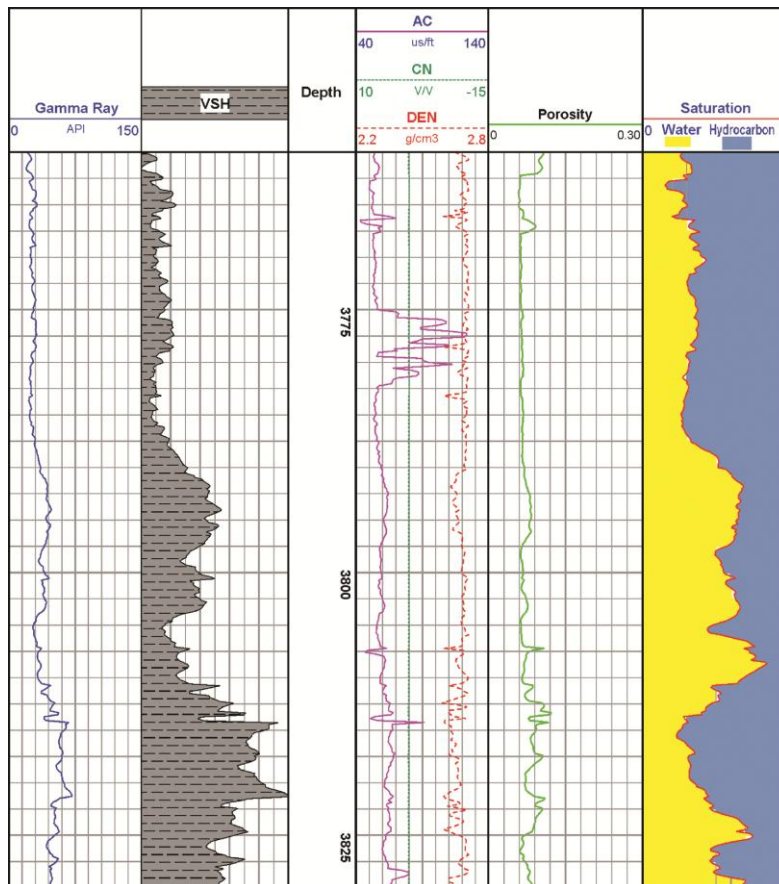 Gamma Ray
0 API 150
VSH
Depth
AC
40 us/ft 140
CN
10 V/V -15
DEN
2.2 g/cm3 2.8
Porosity
0 0.30
Saturation
0 Water Hydrocarbon
3775
3800
3825